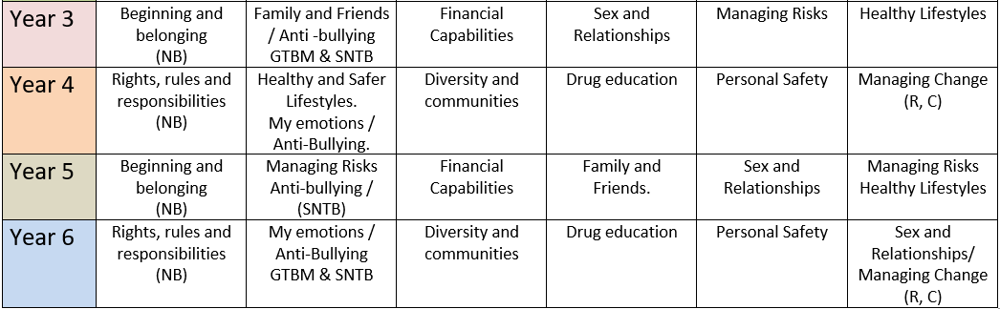 Year 3
Beginning and
belonging
(NB)
Family and Friends
/ Anti -bullying
GTBM & SNTB
Financial
Capabilities
Sex and
Relationships
Managing Risks
Healthy Lifestyles
Year 4
Rights, rules and
responsibilities
(NB)
Healthy and Safer
Lifestyles.
My emotions /
Anti-Bullying.
Diversity and
communities
Drug education
Personal Safety
Managing Change
(R, C)
Year 5
Beginning and
belonging
(NB)
Managing Risks
Anti-bullying /
(SNTB)
Financial
Capabilities
Family and
Friends.
Sex and
Relationships
Managing Risks
Healthy Lifestyles
Year 6
Rights, rules and
responsibilities
(NB)
My emotions /
Anti-Bullying
GTBM & SNTB
Diversity and
communities
Drug education
Personal Safety
Sex and
Relationships/
Managing Change
(R, C)